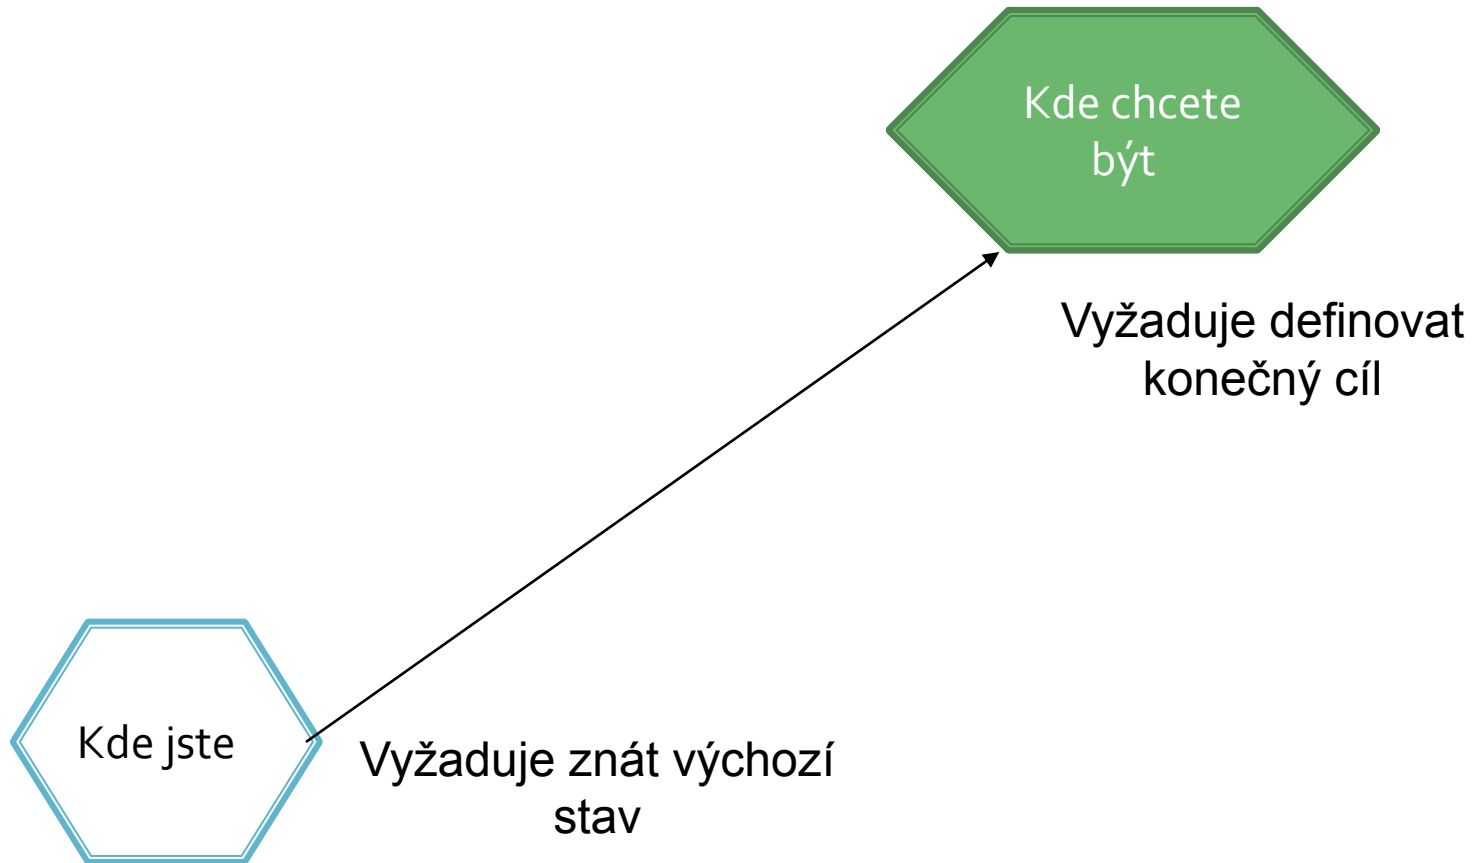 Kde chcete
být
Vyžaduje definovat
konečný cíl
Kde jste
Vyžaduje znát výchozí
stav